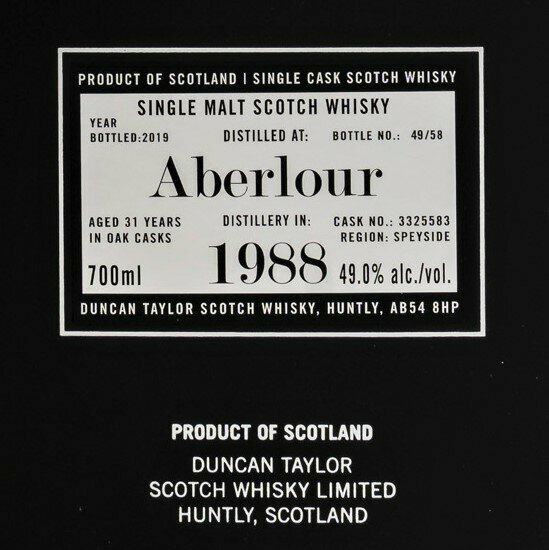 PRODUCT OF SCOTLAND | SINGLE CASK SCOTCH WHISKY
SINGLE MALT SCOTCH WHISKY
YEAR
BOTTLED:2019 DISTILLED AT: BOTTLE NO.: 49/58
Aberlour
AGED 31 YEARS DISTILLERY IN: CASK NO.: 3325583
IN OAK CASKS REGION: SPEYSIDE
700ml 1988 49.0% alc./vol.
DUNCAN TAYLOR SCOTCH WHISKY, HUNTLY, AB54 8HP
PRODUCT OF SCOTLAND
DUNCAN TAYLOR
SCOTCH WHISKY LIMITED
HUNTLY, SCOTLAND